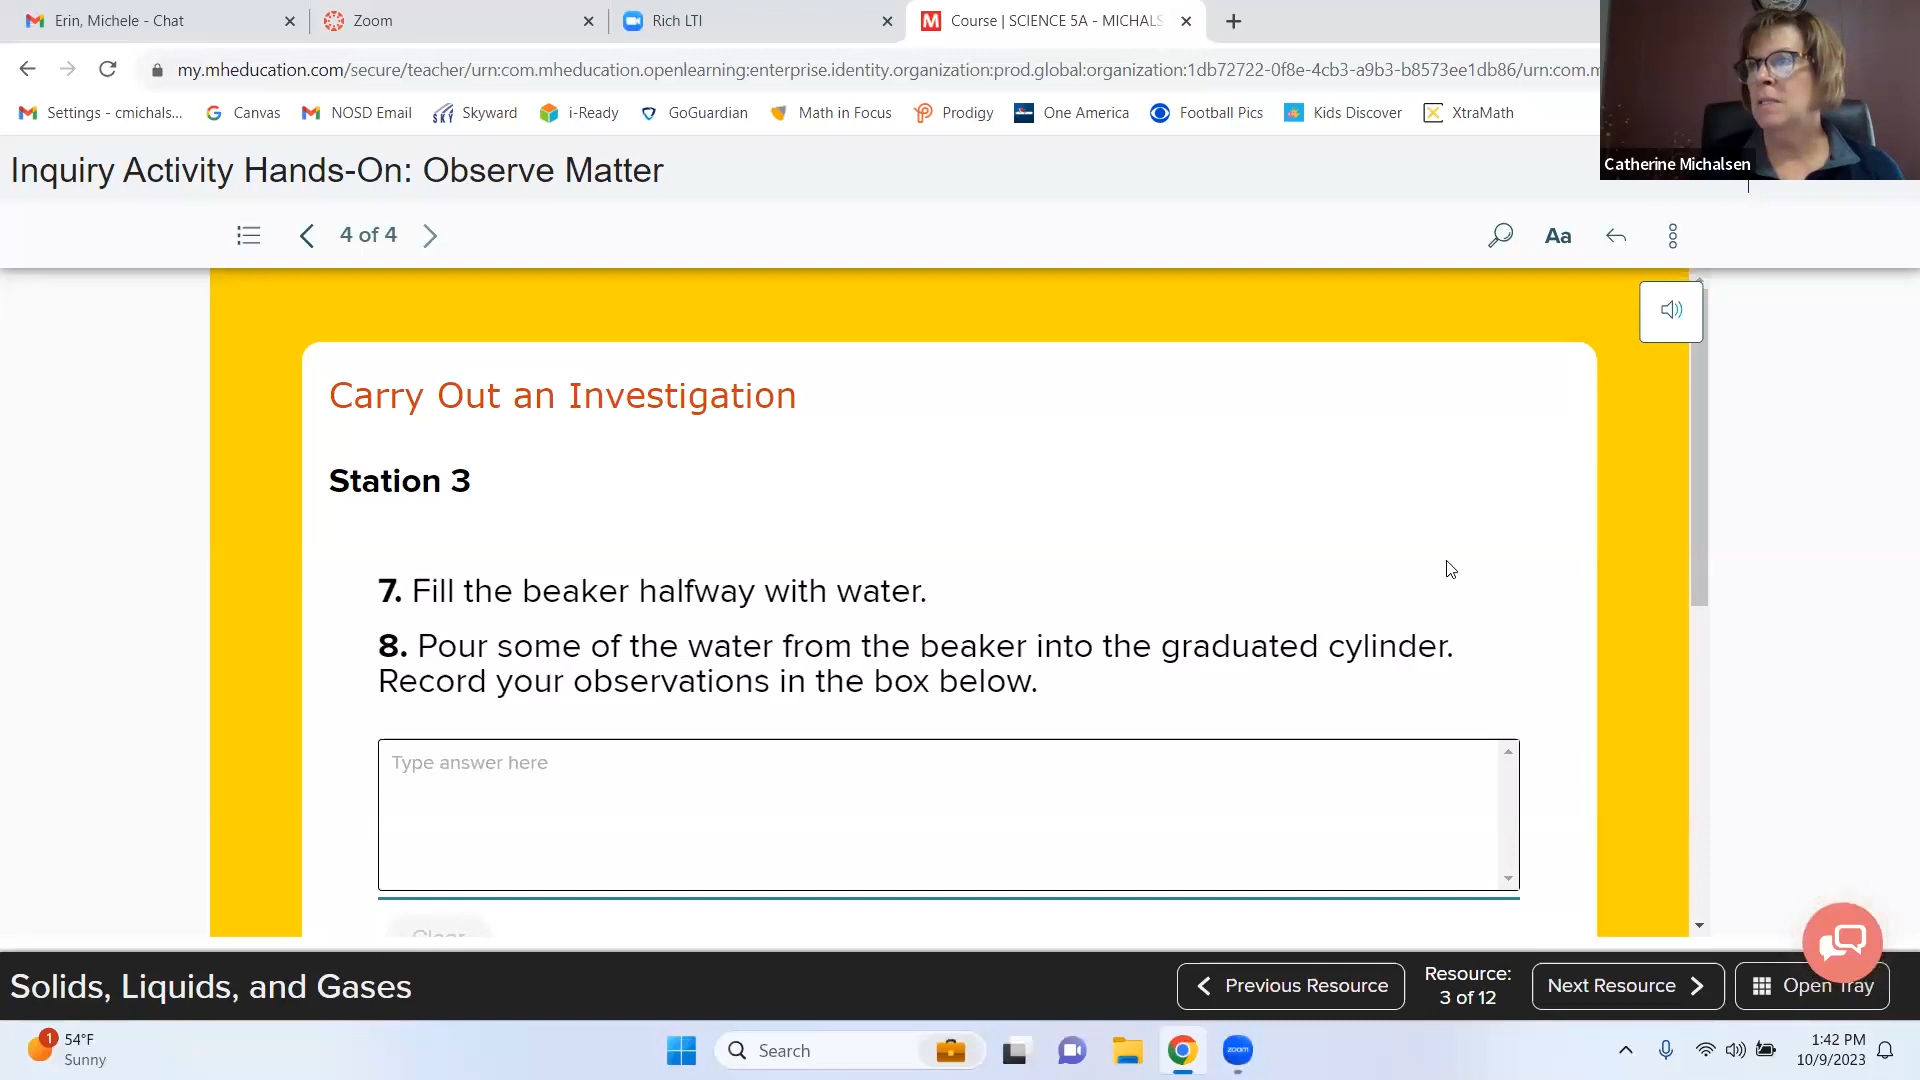 Erin, Michele - Chat
Zoom
Rich LTI
Course | SCIENCE 5A - MICHALS
my.mheducation.com/secure/teacher/urn:com.mheducation.openlearning:enterprise.identity.organization:prod.global:organization:1db72722-0f8e-4cb3-a9b3-b8573ee1db86/urn:com.m
Settings - cmichals...
Canvas
NOSD Email
Skyward
i-Ready
GoGuardian
Math in Focus
Prodigy
One America
Football Pics
Kids Discover
XtraMath
Catherine Michalsen
Inquiry Activity Hands-On: Observe Matter
4 of 4
Aa
Carry Out an Investigation
Station 3
7. Fill the beaker halfway with water.
8. Pour some of the water from the beaker into the graduated cylinder.
Record your observations in the box below.
Type answer here
Clear
Solids, Liquids, and Gases
Previous Resource
Resource:
3 of 12
Next Resource
Open Tray
1
54°F
Sunny
Search
zoom
1:42 PM
10/9/2023